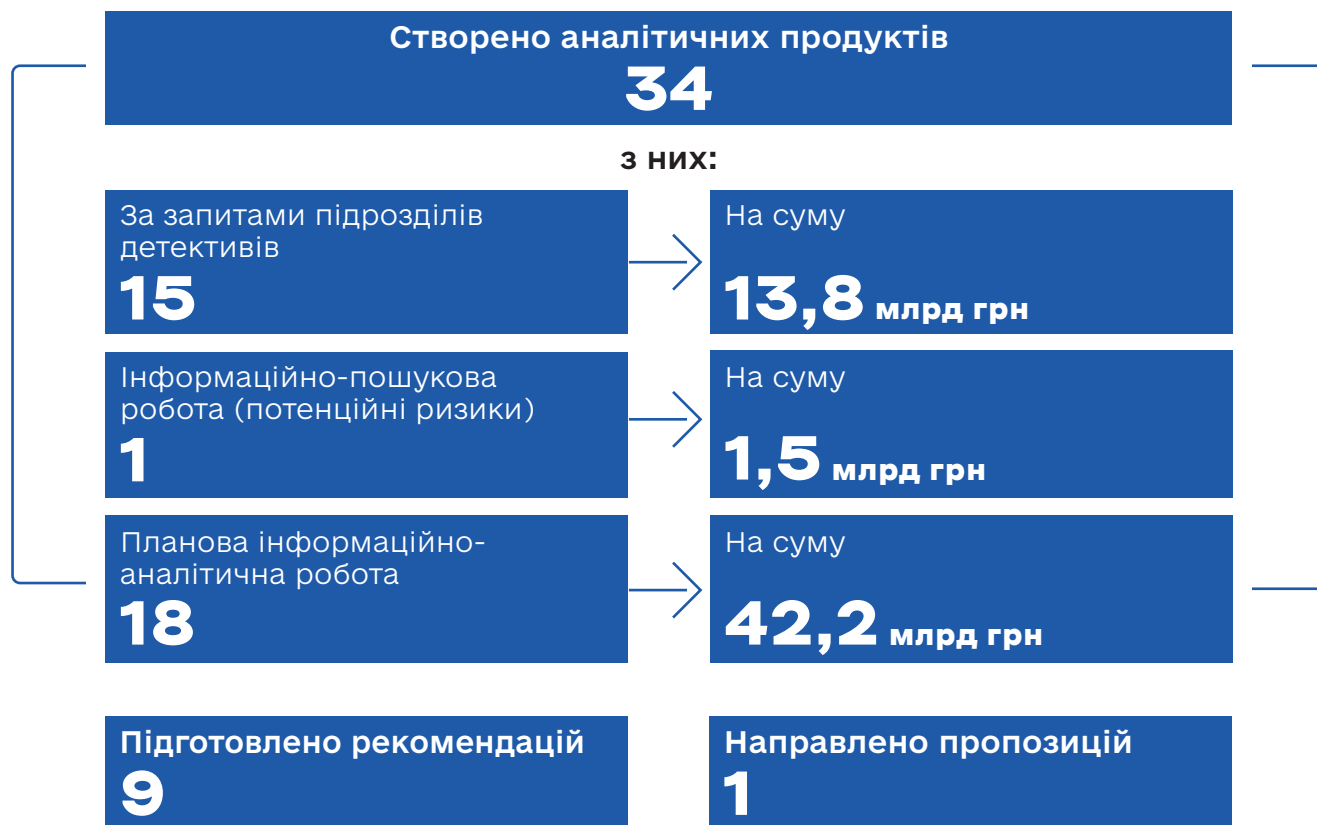 Створено аналітичних продуктів
34
з них:
За запитами підрозділів
детективів
15
На суму
13,8 млрд грн
Інформаційно-пошукова
робота (потенційні ризики)
1
На суму
1,5 млрд грн
Планова інформаційно-
аналітична робота
18
На суму
42,2 млрд грн
Підготовлено рекомендацій
9
Направлено пропозицій
1